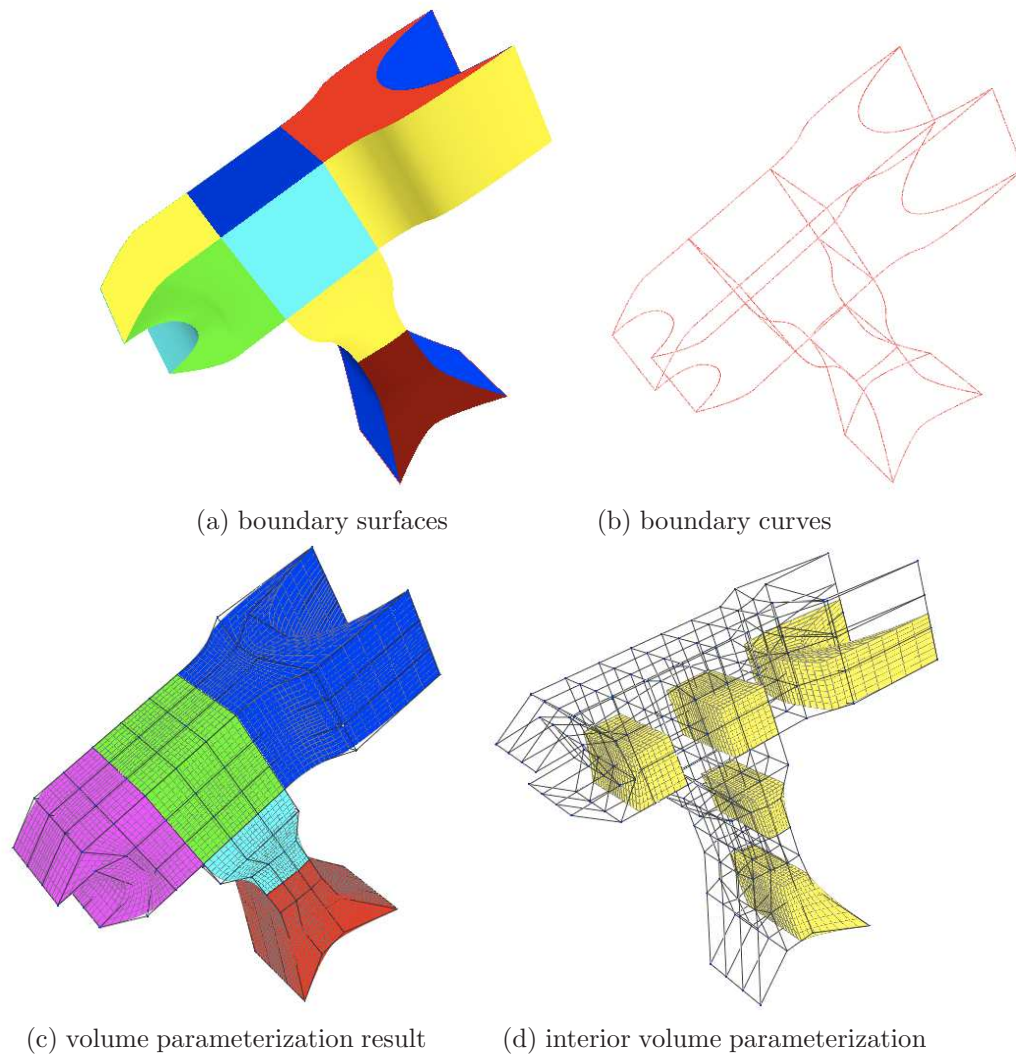 (a) boundary surfaces
(b) boundary curves
(c) volume parameterization result
(d) interior volume parameterization